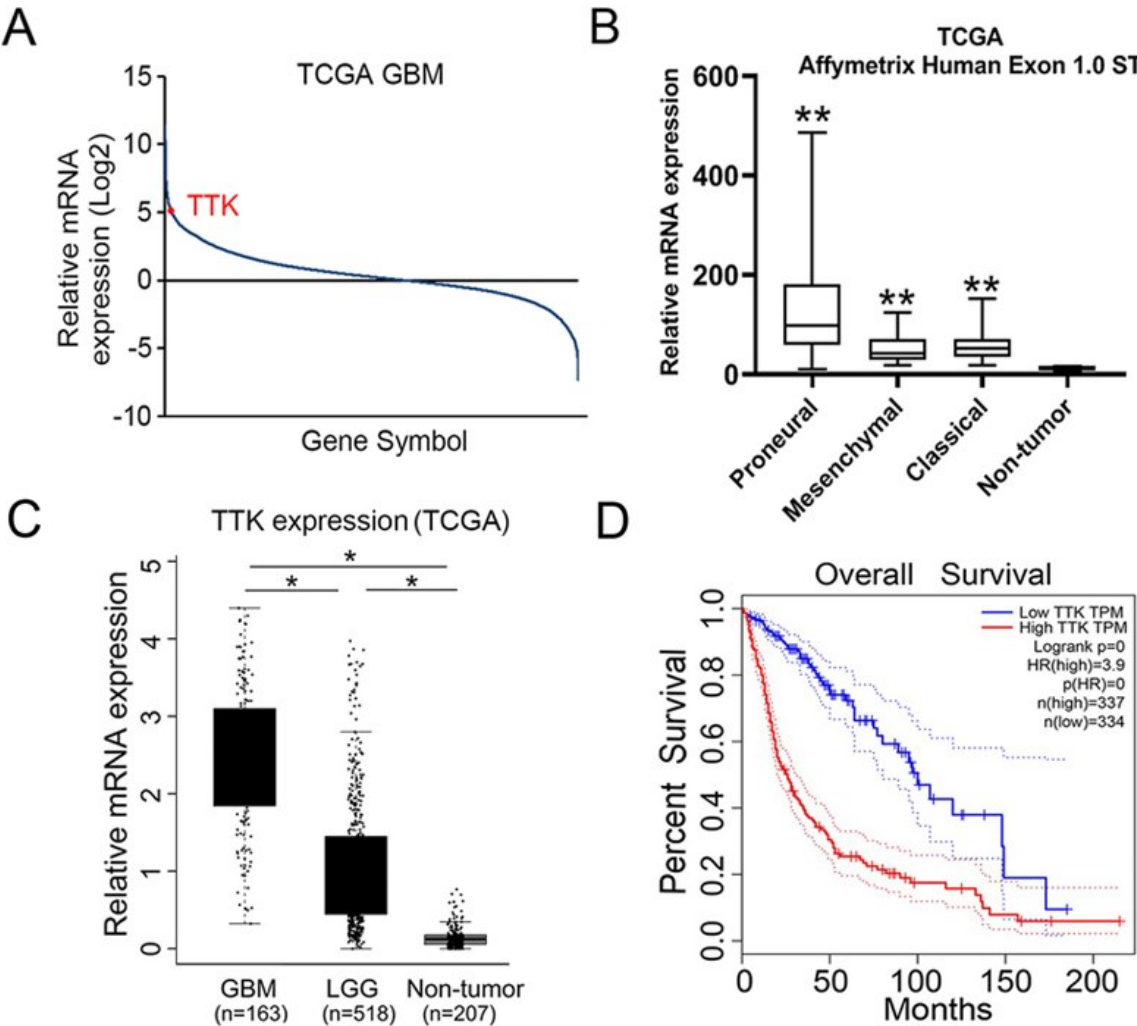 A
TCGA GBM
Relative mRNA
expression (Log2)
15
10
5
0
-5
-10
TTK
Gene Symbol
B
TCGA
Affymetrix Human Exon 1.0 ST
Relative mRNA expression
600
400
200
0
**
**
**
Proneural
Mesenchymal
Classical
Non-tumor
C
TTK expression (TCGA)
Relative mRNA expression
5
4
3
2
1
0
*
*
*
GBM
LGG
Non-tumor
(n=163)
(n=518)
(n=207)
D
Overall Survival
Percent Survival
1.0
0.8
0.6
0.4
0.2
0.0
Low TTK TPM
High TTK TPM
Logrank p=0
HR(high)=3.9
p(HR)=0
n(high)=337
n(low)=334
0
50
100
150
200
Months